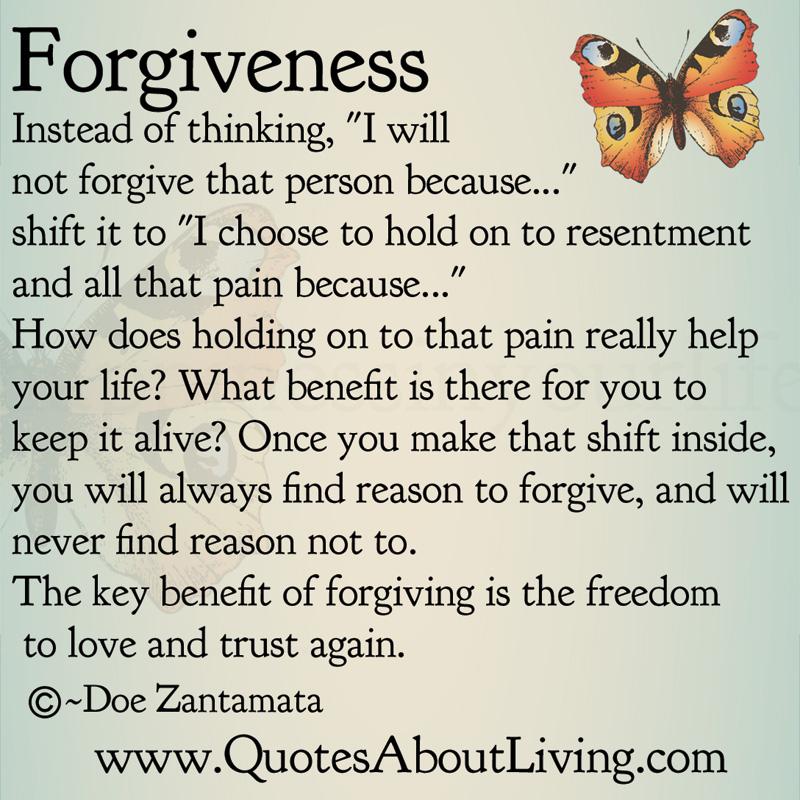 Forgiveness
Instead of thinking, "I will
not forgive that person because..."
shift it to "I choose to hold on to resentment
and all that pain because..."
How does holding on to that pain really help
your life? What benefit is there for you to
keep it alive? Once you make that shift inside,
you will always find reason to forgive, and will
never find reason not to.
The key benefit of forgiving is the freedom
to love and trust again.
©~Doe Zantamata
www.QuotesAboutLiving.com